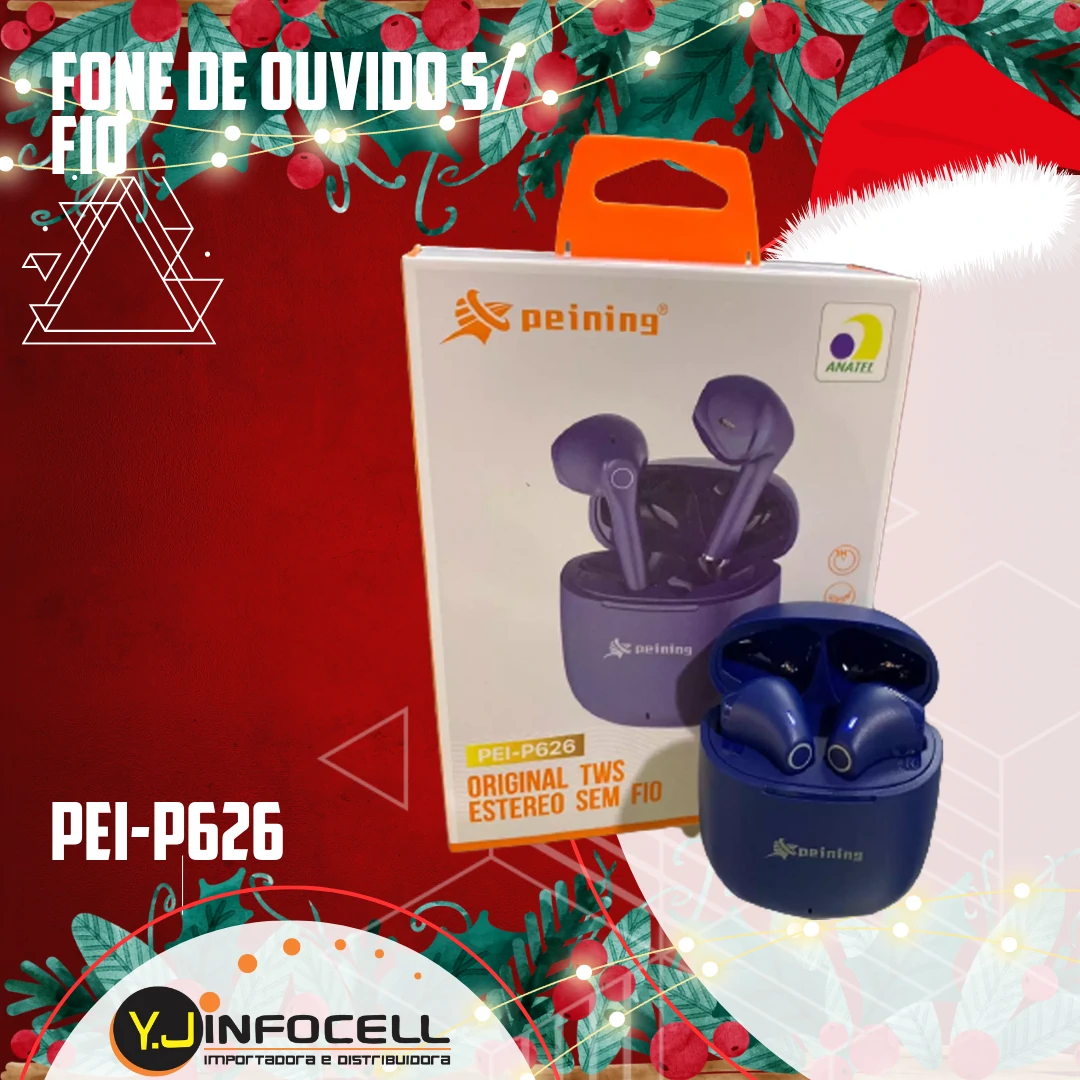 FONE DE OUVIDO S/
FIO
peining®
ANATEL
peining
PEI-P626
ORIGINAL TWS
ESTEREO SEM FIO
peining
PEI-P626
Y.J INFOCELL
IMPORTADORA E DISTRIBUIDORA